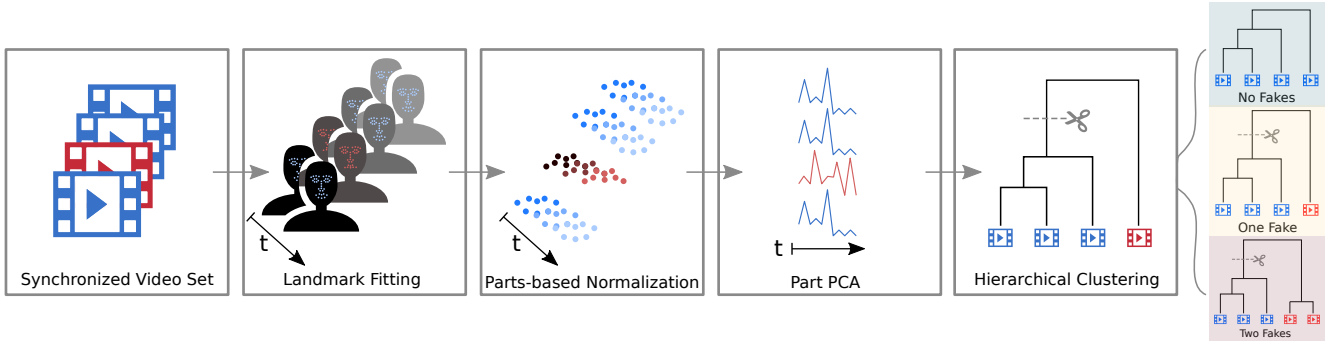 Synchronized Video Set
t
Landmark Fitting
t
Parts-based Normalization
t
Part PCA
Hierarchical Clustering
No Fakes
One Fake
Two Fakes